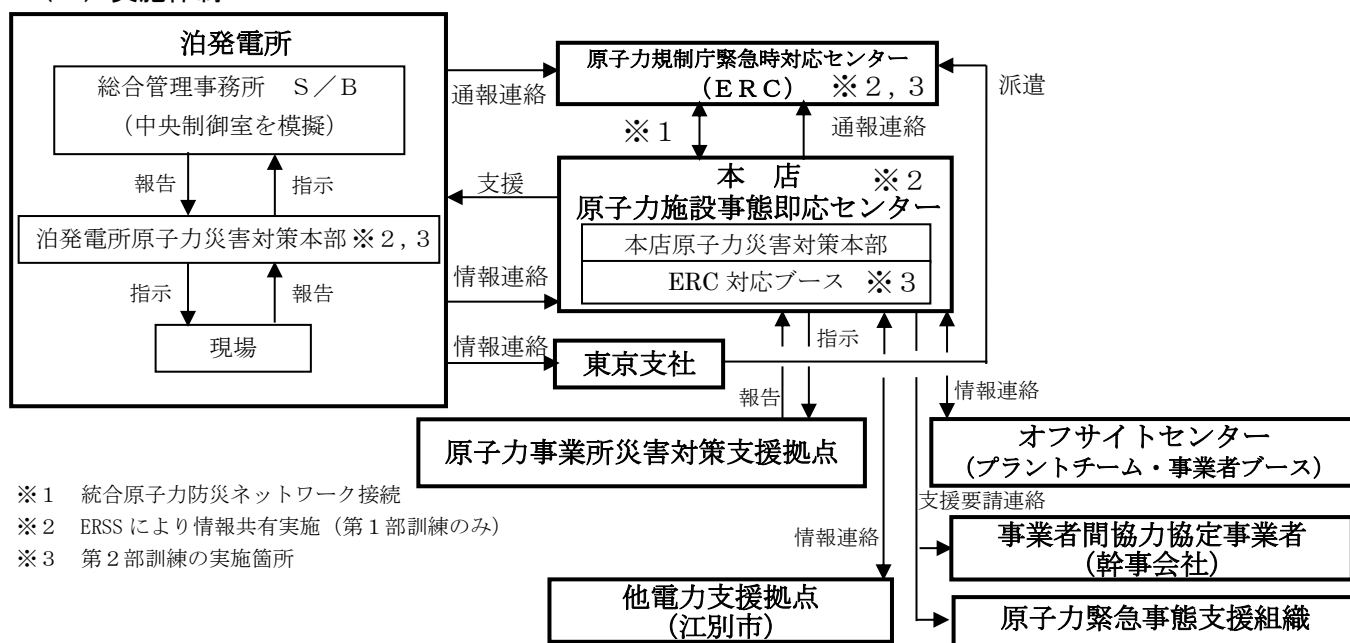 泊発電所
総合管理事務所 S/B
(中央制御室を模擬)
報告
指示
泊発電所原子力災害対策本部※2,3
指示
報告
現場
通報連絡
原子力規制庁緊急時対応センター
(ERC) ※2,3
派遣
※1
通報連絡
支援
本 店 ※2
原子力施設事態即応センター
本店原子力災害対策本部
ERC 対応ブース ※3
情報連絡
情報連絡
東京支社
指示
報告
情報連絡
原子力事業所災害対策支援拠点
オフサイトセンター
(プラントチーム・事業者ブース)
支援要請連絡
事業者間協力協定事業者
(幹事会社)
情報連絡
他電力支援拠点
(江別市)
原子力緊急事態支援組織
※1 統合原子力防災ネットワーク接続
※2 ERSS により情報共有実施(第1部訓練のみ)
※3 第2部訓練の実施箇所